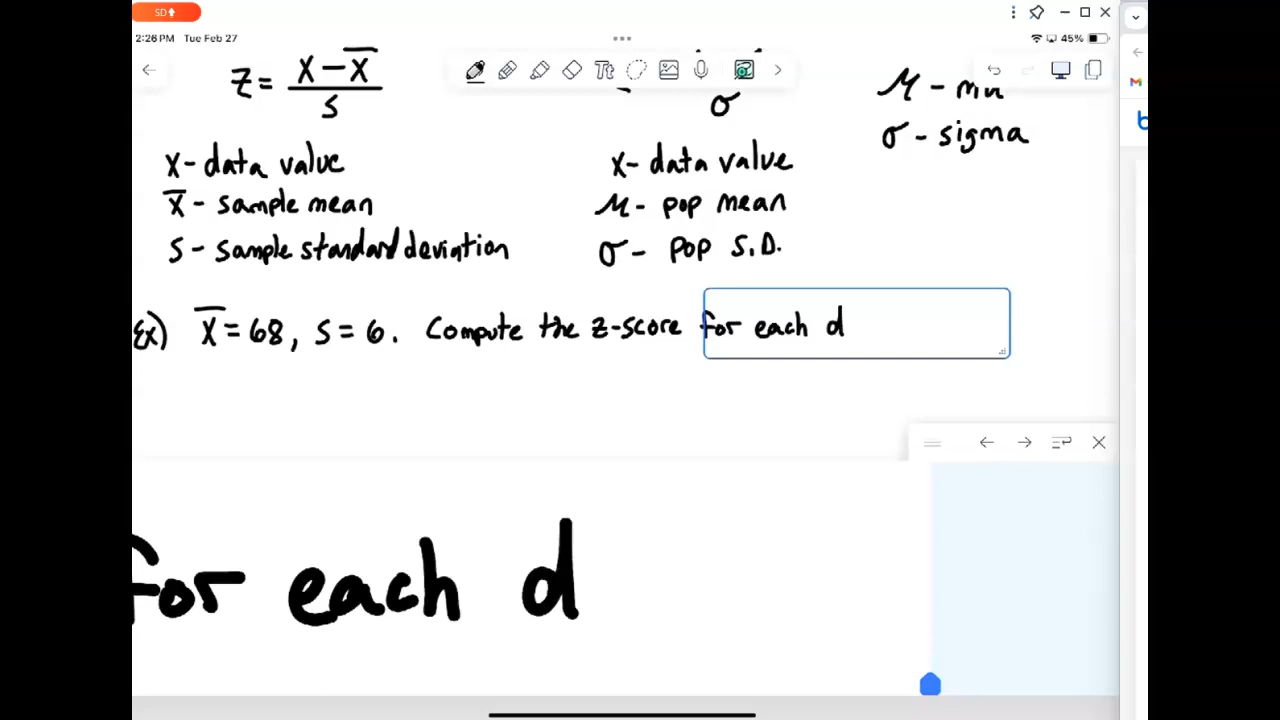 SD
2:26 PM Tue Feb 27
45%
z = x - x̄ / s
σ
σ - sigma
x - data value
x̄ - sample mean
s - sample standard deviation
x - data value
μ - pop mean
σ - pop S.D.
Ex) x̄ = 68, s = 6. Compute the z-score for each d
for each d